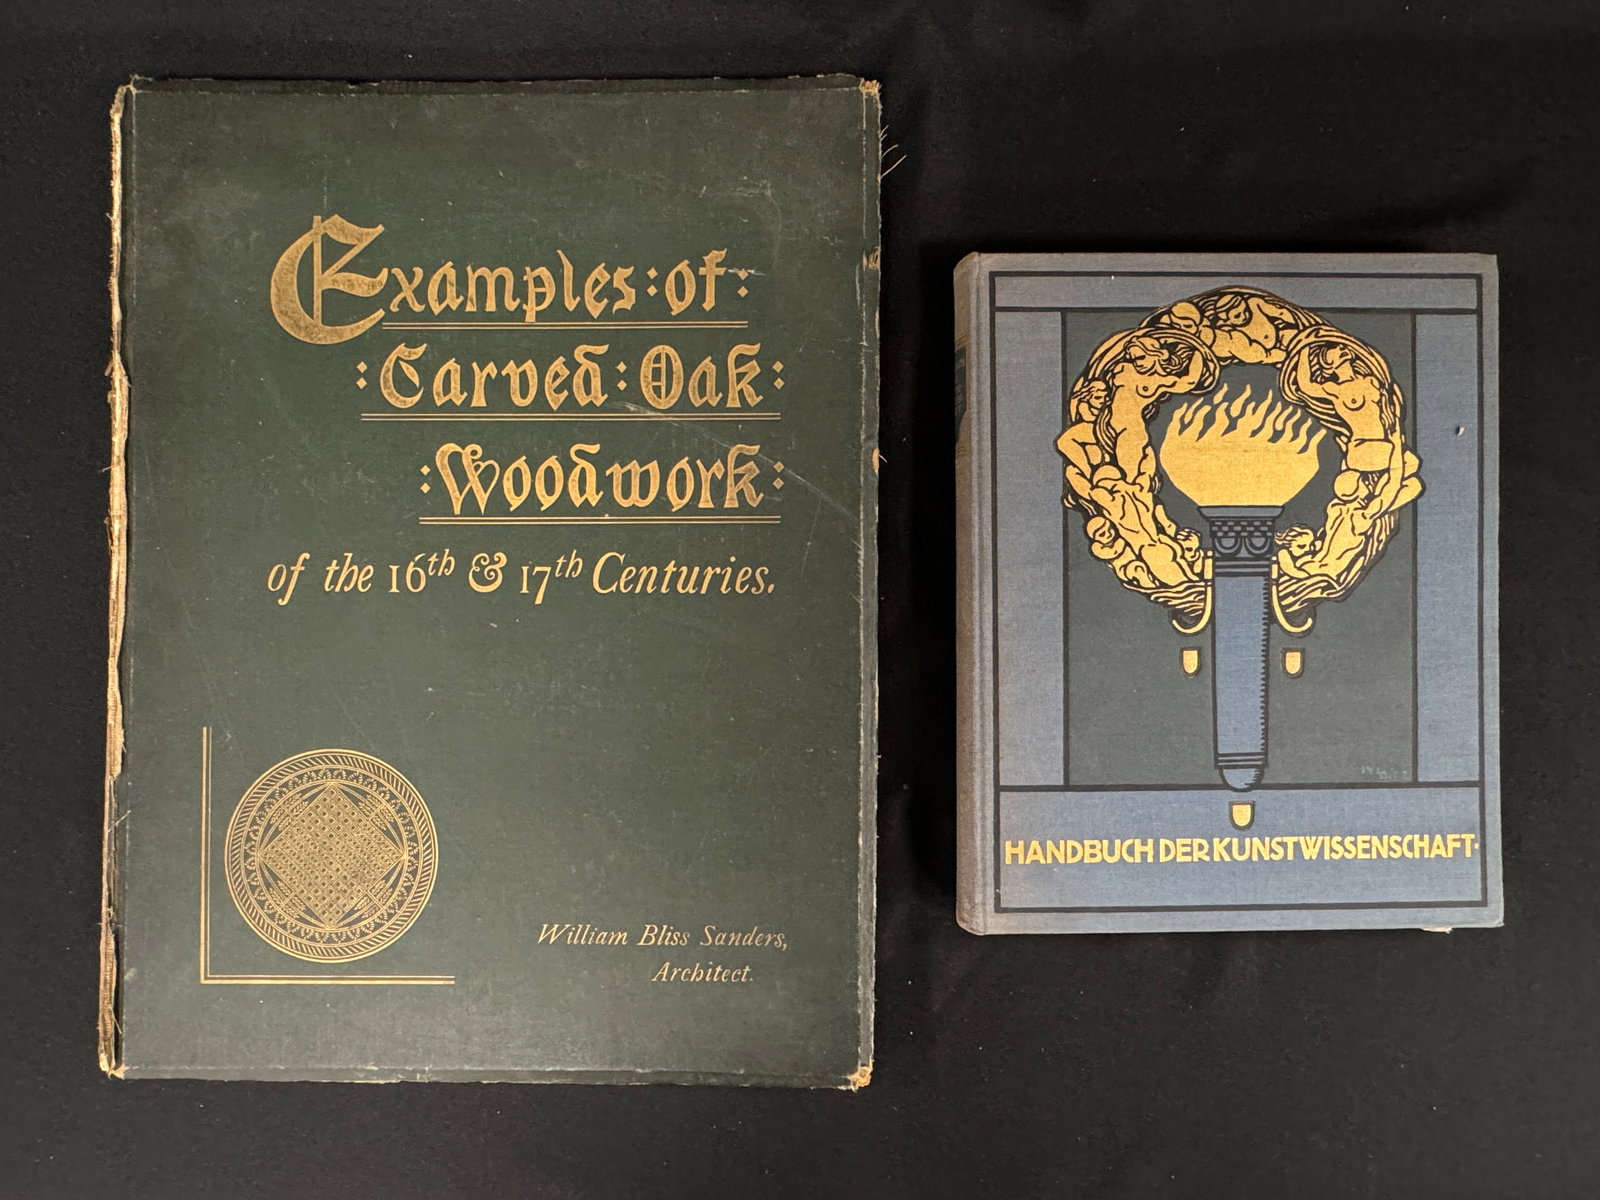 Examples:of:
:Carved:Oak:
:Woodwork:
of the 16th & 17th Centuries.
William Bliss Sanders,
Architect.
HANDBUCH DER KUNSTWISSENSCHAFT·